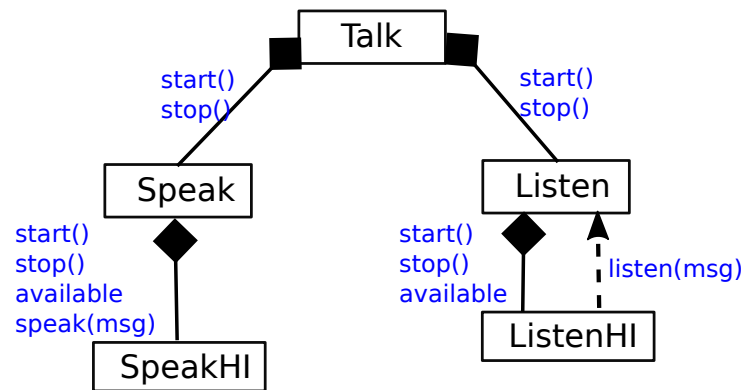 Talk
start()
stop()
start()
stop()
Speak
Listen
start()
stop()
available
speak(msg)
start()
stop()
available
listen(msg)
SpeakHI
ListenHI